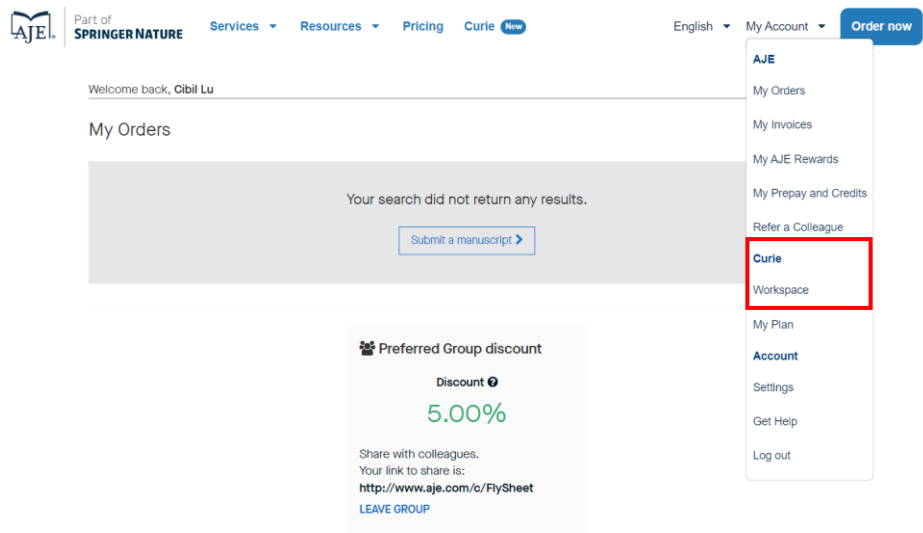 AJE
Part of
SPRINGER NATURE
Services
Resources
Pricing
Curie New
English
My Account
Order now
Welcome back, Cibil Lu
My Orders
Your search did not return any results.
Submit a manuscript
Preferred Group discount
Discount
5.00%
Share with colleagues.
Your link to share is:
http://www.aje.com/c/FlySheet
LEAVE GROUP
AJE
My Orders
My Invoices
My AJE Rewards
My Prepay and Credits
Refer a Colleague
Curie
Workspace
My Plan
Account
Settings
Get Help
Log out